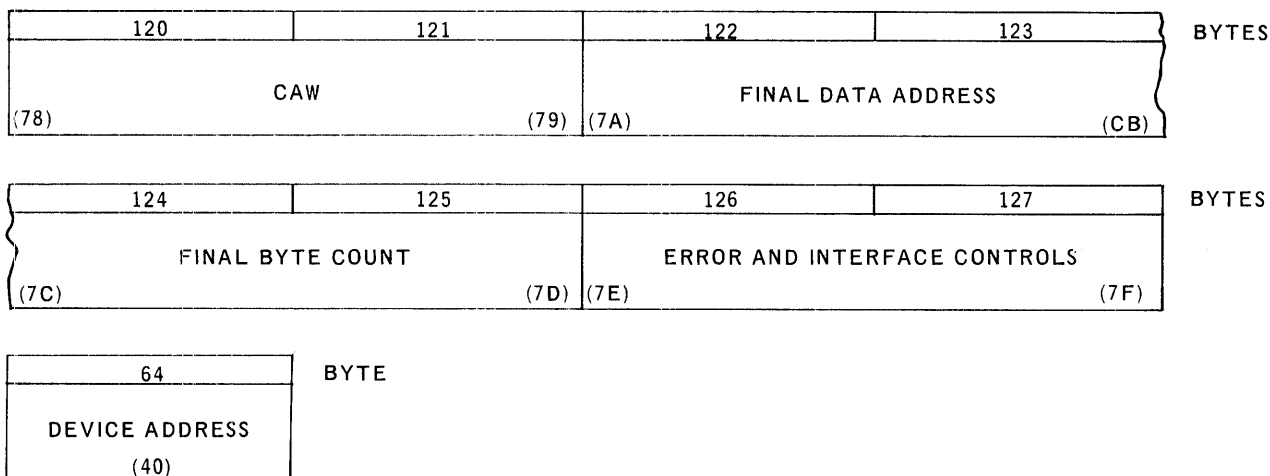 120 121 122 123 BYTES
CAW FINAL DATA ADDRESS
(78) (79) (7A) (CB)
124 125 126 127 BYTES
FINAL BYTE COUNT ERROR AND INTERFACE CONTROLS
(7C) (7D) (7E) (7F)
64 BYTE
DEVICE ADDRESS
(40)